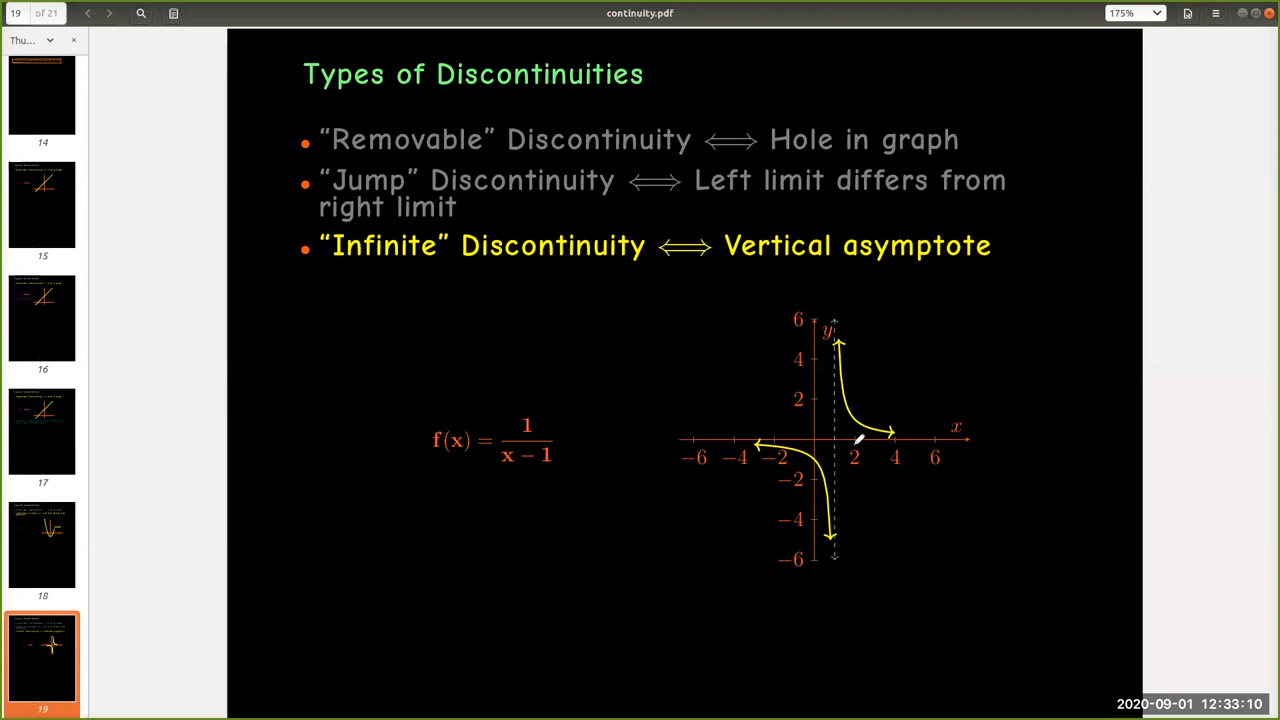 19 of 21
continuity.pdf
175%
Thu...
14
15
16
17
18
19
Types of Discontinuities
• “Removable” Discontinuity ⟺ Hole in graph
• “Jump” Discontinuity ⟺ Left limit differs from
right limit
• “Infinite” Discontinuity ⟺ Vertical asymptote
f(x) = 1
x − 1
6
y
4
2
x
−6 −4 −2 2 4 6
−2
−4
−6
2020-09-01 12:33:10